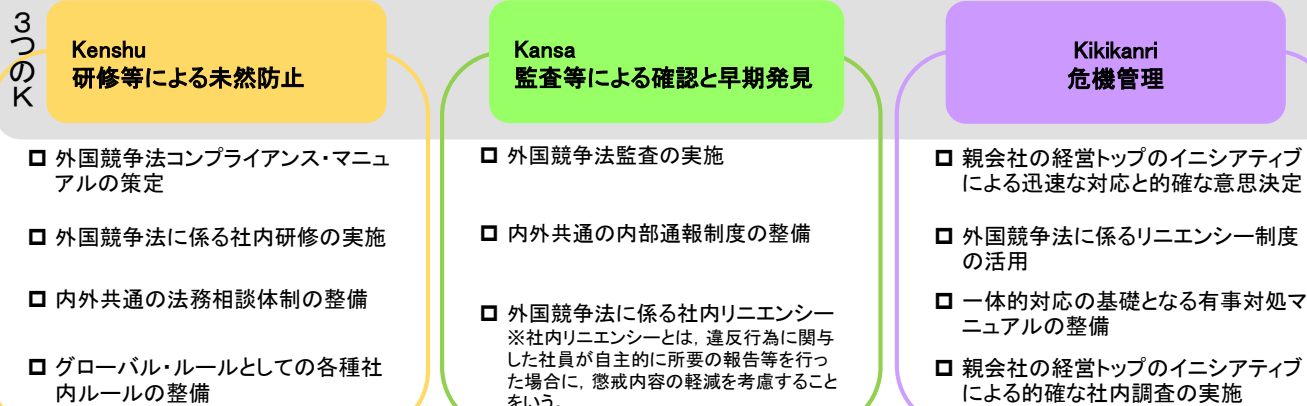 3つのK
Kenshu
研修等による未然防止
外国競争法コンプライアンス・マニュ
アルの策定
外国競争法に係る社内研修の実施
内外共通の法務相談体制の整備
グローバル・ルールとしての各種社
内ルールの整備
Kansa
監査等による確認と早期発見
外国競争法監査の実施
内外共通の内部通報制度の整備
外国競争法に係る社内リニエンシー
※社内リニエンシーとは，違反行為に関与
した社員が自主的に所要の報告等を行っ
た場合に，懲戒内容の軽減を考慮すること
をいう。
Kikikanri
危機管理
親会社の経営トップのイニシアティブ
による迅速な対応と的確な意思決定
外国競争法に係るリニエンシー制度
の活用
一体的対応の基礎となる有事対処マ
ニュアルの整備
親会社の経営トップのイニシアティブ
による的確な社内調査の実施